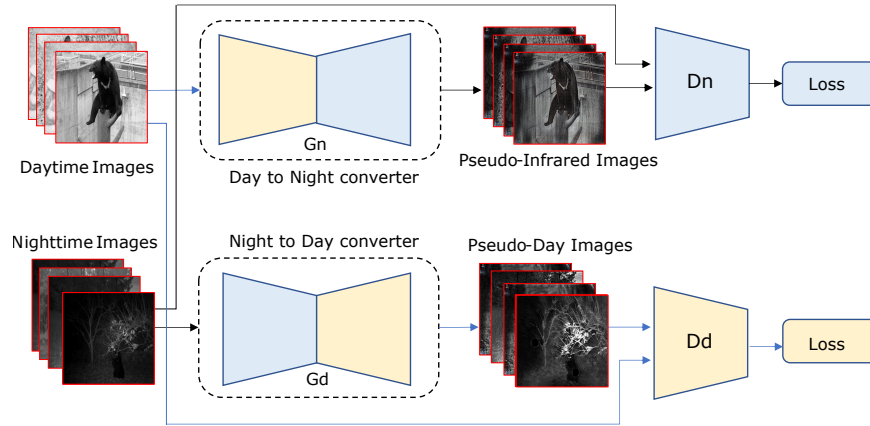 Dn
Loss
Gn
Daytime Images
Pseudo-Infrared Images
Day to Night converter
Nighttime Images
Night to Day converter
Pseudo-Day Images
Dd
Loss
Gd